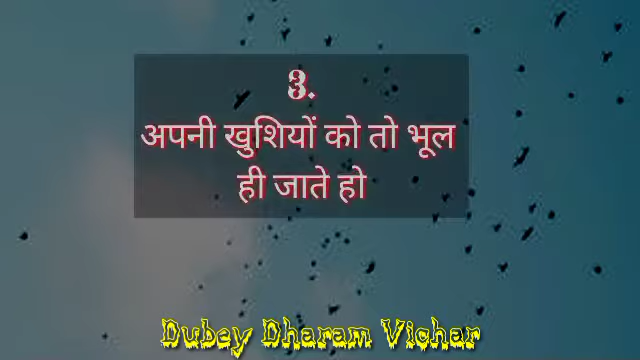 3.
अपनी खुशियों को तो भूल
ही जाते हो
Dubey Dharam Vichar